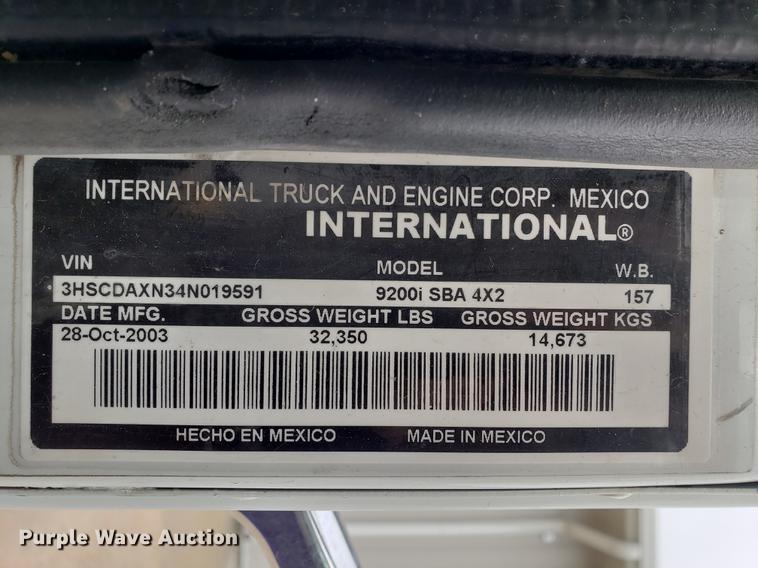 INTERNATIONAL TRUCK AND ENGINE CORP. MEXICO
INTERNATIONAL®
VIN MODEL W.B.
3HSCDAXN34N019591 9200i SBA 4X2 157
DATE MFG. GROSS WEIGHT LBS GROSS WEIGHT KGS
28-Oct-2003 32,350 14,673
HECHO EN MEXICO MADE IN MEXICO
Purple Wave Auction